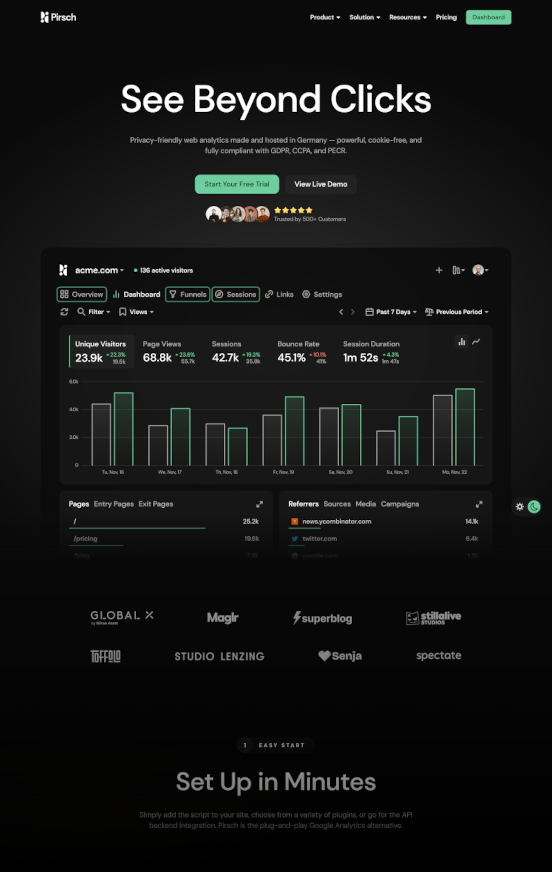 Pirsch
Product Solution Resources Pricing Dashboard
See Beyond Clicks
Privacy-friendly web analytics made and hosted in Germany — powerful, cookie-free, and
fully compliant with GDPR, CCPA, and PECR.
Start Your Free Trial View Live Demo
Trusted by 500+ Customers
acme.com 136 active visitors
Overview Dashboard Funnels Sessions Links Settings
Filter Views Past 7 Days Previous Period
Unique Visitors Page Views Sessions Bounce Rate Session Duration
23.9k 22.3% 68.8k 23.6% 42.7k 19.3% 45.1% 10.1% 1m 52s 4.3%
19.5k 55.7k 35.8k 41% 1m 47s
6.0k
4.0k
2.0k
0
Tu, Nov, 16 We, Nov, 17 Th, Nov, 18 Fr, Nov, 19 Sa, Nov, 20 Su, Nov, 21 Mo, Nov, 22
Pages Entry Pages Exit Pages Referrers Sources Media Campaigns
/ 25.2k news.ycombinator.com 14.1k
/pricing 19.6k twitter.com 6.4k
GLOBAL X
by Mirae Asset
Maglr
superblog
stillalive
STUDIOS
TOFFOLO
STUDIO LENZING
Senja
spectate
1 EASY START
Set Up in Minutes
Simply add the script to your site, choose from a variety of plugins, or go for the API
backend integration. Pirsch is the plug-and-play Google Analytics alternative.